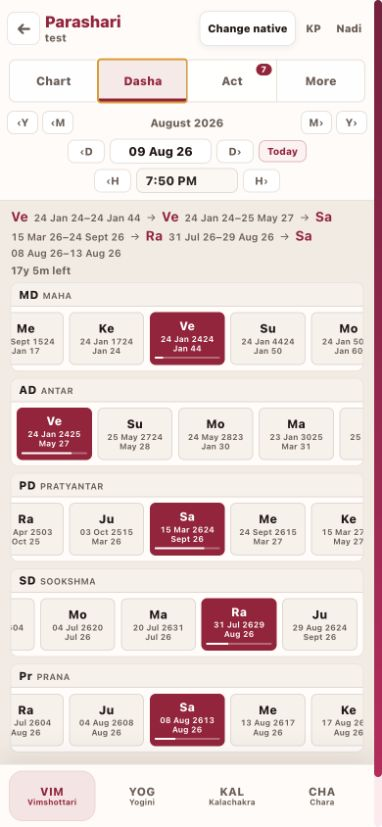 ← Parashari
test
Change native KP Nadi
Chart Dasha Act 7 More
‹Y ‹M August 2026 M› Y›
‹D 09 Aug 26 D› Today
‹H 7:50 PM H›
Ve 24 Jan 24–24 Jan 44 → Ve 24 Jan 24–25 May 27 → Sa
15 Mar 26–24 Sept 26 → Ra 31 Jul 26–29 Aug 26 → Sa
08 Aug 26–13 Aug 26
17y 5m left
MD MAHA
Me Ke Ve Su Mo
Sept 1524 24 Jan 1724 24 Jan 2424 24 Jan 4424 24 Jan 50
Jan 17 Jan 24 Jan 44 Jan 50 Jan 60
AD ANTAR
Ve Su Mo Ma
24 Jan 2425 25 May 2724 24 May 2823 23 Jan 3025 25
May 27 May 28 Jan 30 Mar 31
PD PRATYANTAR
Ra Ju Sa Me Ke
Apr 2503 03 Oct 2515 15 Mar 2624 24 Sept 2615 15 Mar 27
Oct 25 Mar 26 Sept 26 Mar 27 May 27
SD SOOKSHMA
Mo Ma Ra Ju
604 04 Jul 2620 20 Jul 2631 31 Jul 2629 29 Aug 2624
Jul 26 Jul 26 Aug 26 Sept 26
Pr PRANA
Ra Ju Sa Me Ke
Jul 2604 04 Aug 2608 08 Aug 2613 13 Aug 2617 17 Aug 26
Aug 26 Aug 26 Aug 26 Aug 26 Aug 26
VIM YOG KAL CHA
Vimshottari Yogini Kalachakra Chara